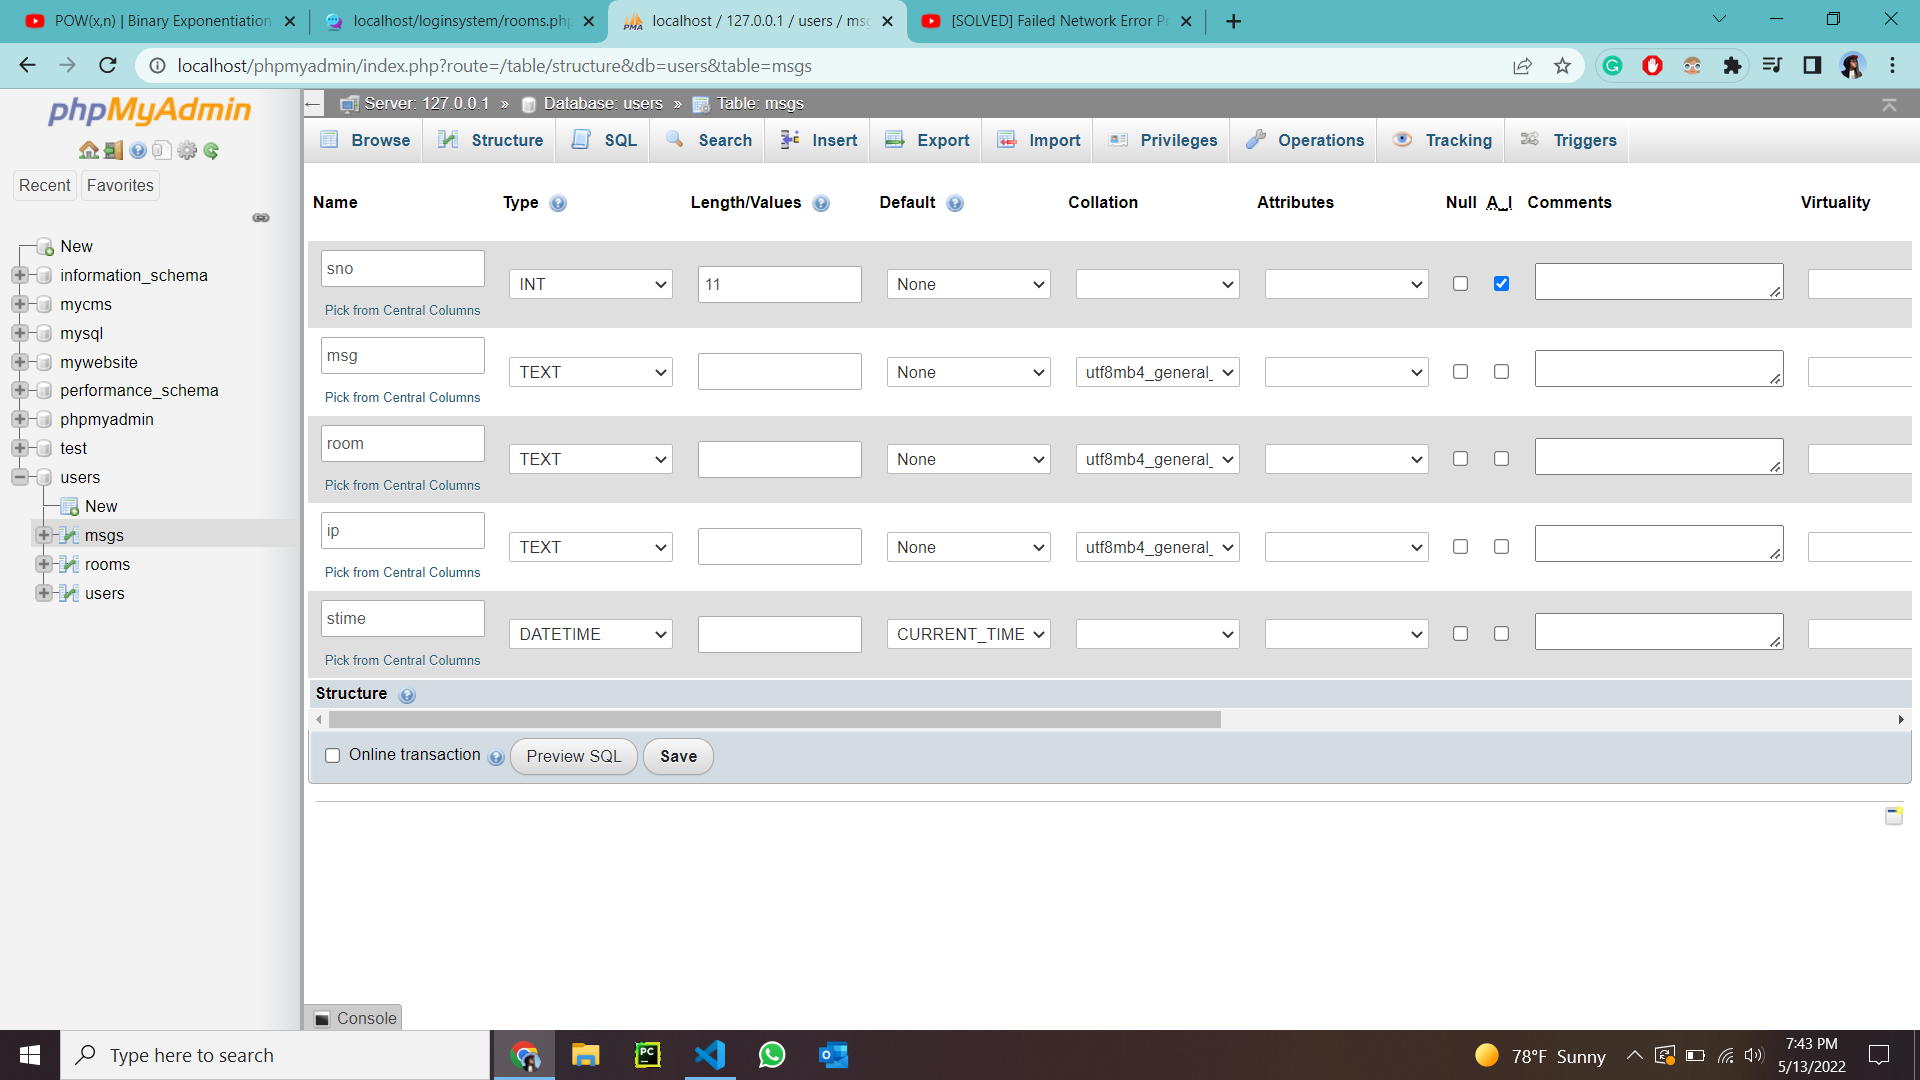 POW(x,n) | Binary Exponentiation
localhost/loginsystem/rooms.php
localhost / 127.0.0.1 / users / msg
[SOLVED] Failed Network Error Pr
localhost/phpmyadmin/index.php?route=/table/structure&db=users&table=msgs
phpMyAdmin
Recent Favorites
New
information_schema
mycms
mysql
mywebsite
performance_schema
phpmyadmin
test
users
New
msgs
rooms
users
Server: 127.0.0.1 » Database: users » Table: msgs
Browse Structure SQL Search Insert Export Import Privileges Operations Tracking Triggers
Name Type Length/Values Default Collation Attributes Null A_I Comments Virtuality
sno INT 11 None
Pick from Central Columns
msg TEXT None utf8mb4_general_
Pick from Central Columns
room TEXT None utf8mb4_general_
Pick from Central Columns
ip TEXT None utf8mb4_general_
Pick from Central Columns
stime DATETIME CURRENT_TIME
Pick from Central Columns
Structure
Online transaction Preview SQL Save
Console
Type here to search
PC
78°F Sunny
7:43 PM
5/13/2022